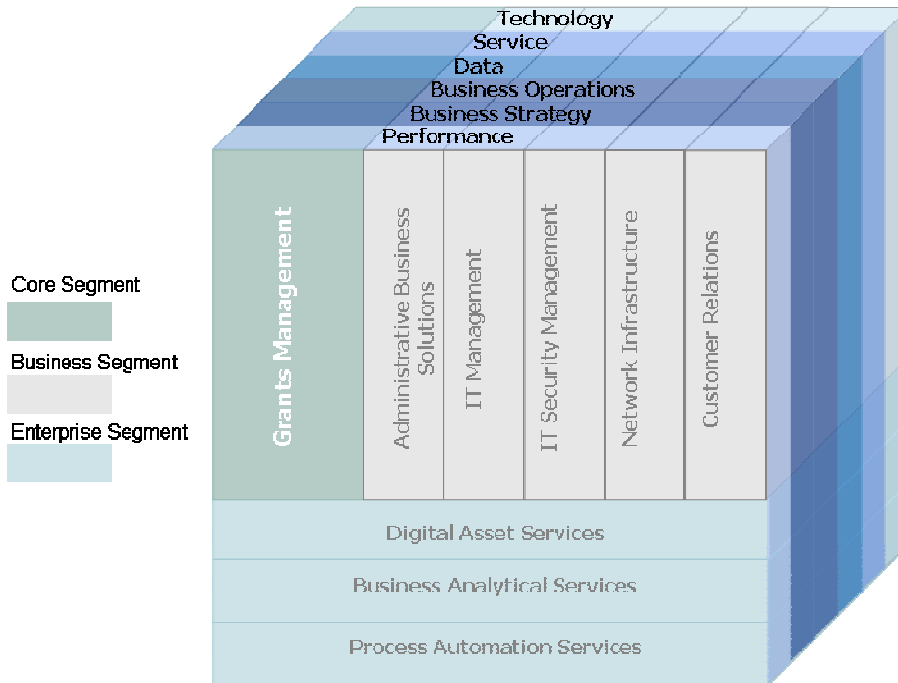 Technology
Service
Data
Business Operations
Business Strategy
Performance
Grants Management
Administrative Business
Solutions
IT Management
IT Security Management
Network Infrastructure
Customer Relations
Core Segment
Business Segment
Enterprise Segment
Digital Asset Services
Business Analytical Services
Process Automation Services